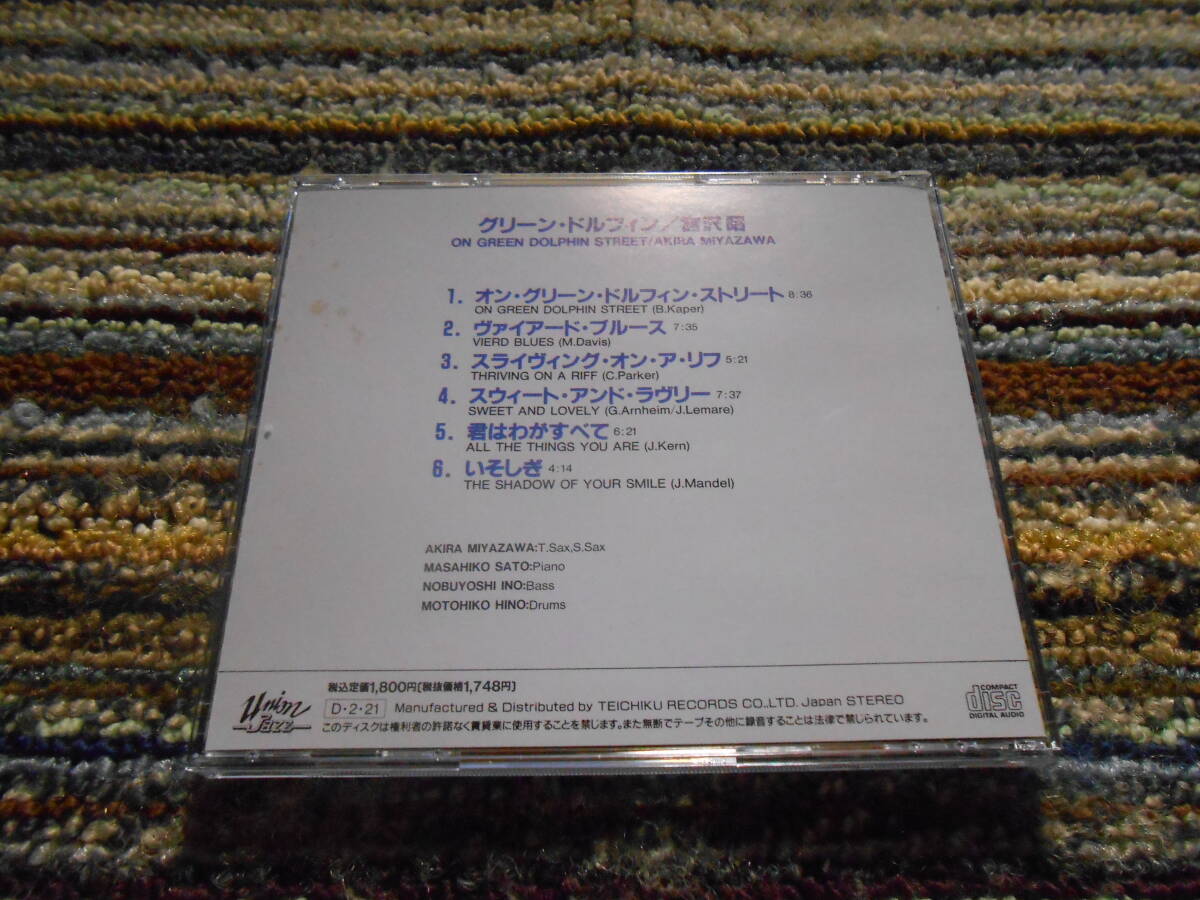 グリーン・ドルフィン/宮沢 昭
ON GREEN DOLPHIN STREET/AKIRA MIYAZAWA
1. オン・グリーン・ドルフィン・ストリート 8:36
ON GREEN DOLPHIN STREET (B.Kaper)
2. ヴァイアード・ブルース 7:35
VIERD BLUES (M.Davis)
3. スライヴィング・オン・ア・リフ 5:21
THRIVING ON A RIFF (C.Parker)
4. スウィート・アンド・ラヴリー 7:37
SWEET AND LOVELY (G.Arnheim/J.Lemare)
5. 君はわがすべて 6:21
ALL THE THINGS YOU ARE (J.Kern)
6. いそしぎ 4:14
THE SHADOW OF YOUR SMILE (J.Mandel)
AKIRA MIYAZAWA:T.Sax,S.Sax
MASAHIKO SATO:Piano
NOBUYOSHI INO:Bass
MOTOHIKO HINO:Drums
Union Jazz
税込定価1,800円[税抜価格1,748円]
D・2・21 Manufactured & Distributed by TEICHIKU RECORDS CO.,LTD. Japan STEREO
このディスクは権利者の許諾なく賃貸業に使用することを禁じます。また無断でテープその他に録音することは法律で禁じられています。
COMPACT
disc
DIGITAL AUDIO